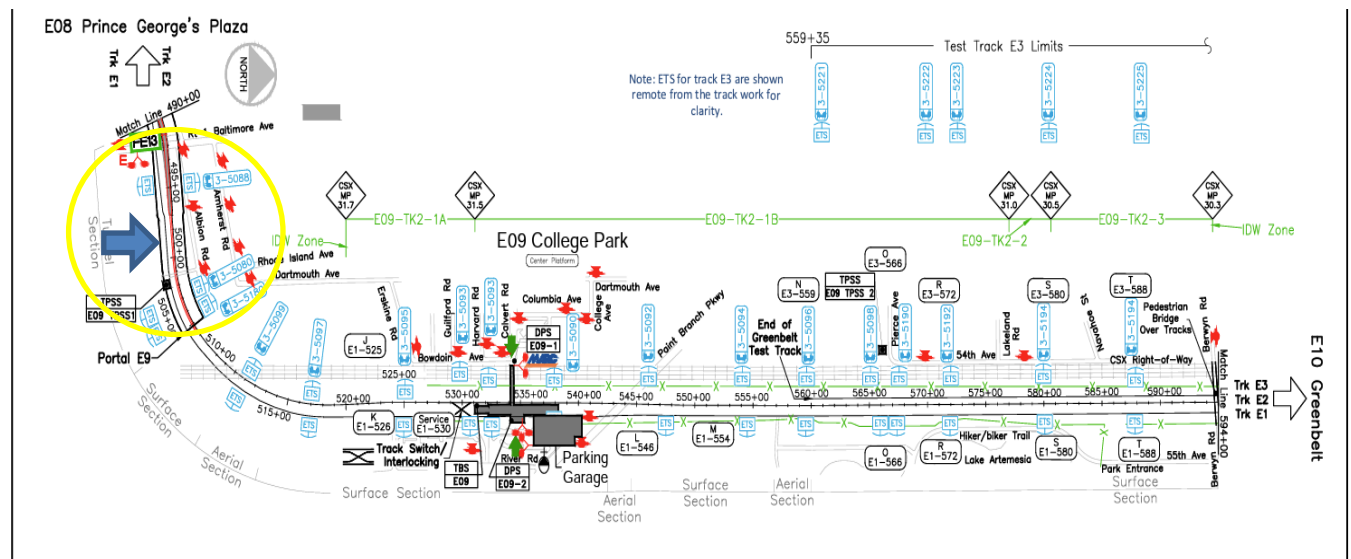 E08 Prince George's Plaza
Trk E1
Trk E2
NORTH
Match Line 490+00
Rt 1 Baltimore Ave
FE13
E
ETS
495+00
3-5088
Amherst Rd
Albion Rd
500+00
Section
Rhode Island Ave
3-5080
Dartmouth Ave
TPSS
E09 TPSS1
505+00
Portal E9
510+00
515+00
3-5099
3-5097
3-5095
Erskine Rd
J
E1-525
Guilford Rd
3-5093
Harvard Rd
3-5093
Calvert Rd
Bowdoin Ave
559+35
Test Track E3 Limits
Note: ETS for track E3 are shown
remote from the track work for
clarity.
3-5221
3-5222
3-5223
3-5224
3-5225
ETS
ETS
ETS
ETS
ETS
CSX
MP
31.7
CSX
MP
31.5
CSX
MP
31.0
CSX
MP
30.5
CSX
MP
30.3
E09-TK2-1A
E09-TK2-1B
E09-TK2-2
E09-TK2-3
IDW Zone
IDW Zone
E09 College Park
Center Platform
Columbia Ave
Dartmouth Ave
College Ave
DPS
E09-1
3-5090
3-5092
Paint Branch Pkwy
3-5094
N
E3-559
End of
Greenbelt
Test Track
3-5096
TPSS
E09 TPSS 2
O
E3-566
3-5098
Pierce Ave
3-5190
R
E3-572
3-5192
54th Ave
Lakeland Rd
S
E3-580
3-5194
Navahoe St
T
E3-588
3-5194
Pedestrian
Bridge
Over Tracks
CSX Right-of-Way
Berwyn Rd
Match Line 594+00
Trk E3
Trk E2
Trk E1
E10 Greenbelt
520+00
525+00
530+00
535+00
540+00
545+00
550+00
555+00
560+00
565+00
570+00
575+00
580+00
585+00
590+00
K
E1-526
Service
E1-530
Track Switch/
Interlocking
TBS
E09
River Rd
DPS
E09-2
Parking
Garage
L
E1-546
M
E1-554
O
E1-566
R
E1-572
Hiker/biker Trail
Lake Artemesia
S
E1-580
T
E1-588
55th Ave
Park Entrance
Berwyn Rd
Surface
Section
Aerial
Section
Surface Section
Aerial
Section
Surface
Section
Aerial
Section
Surface
Section